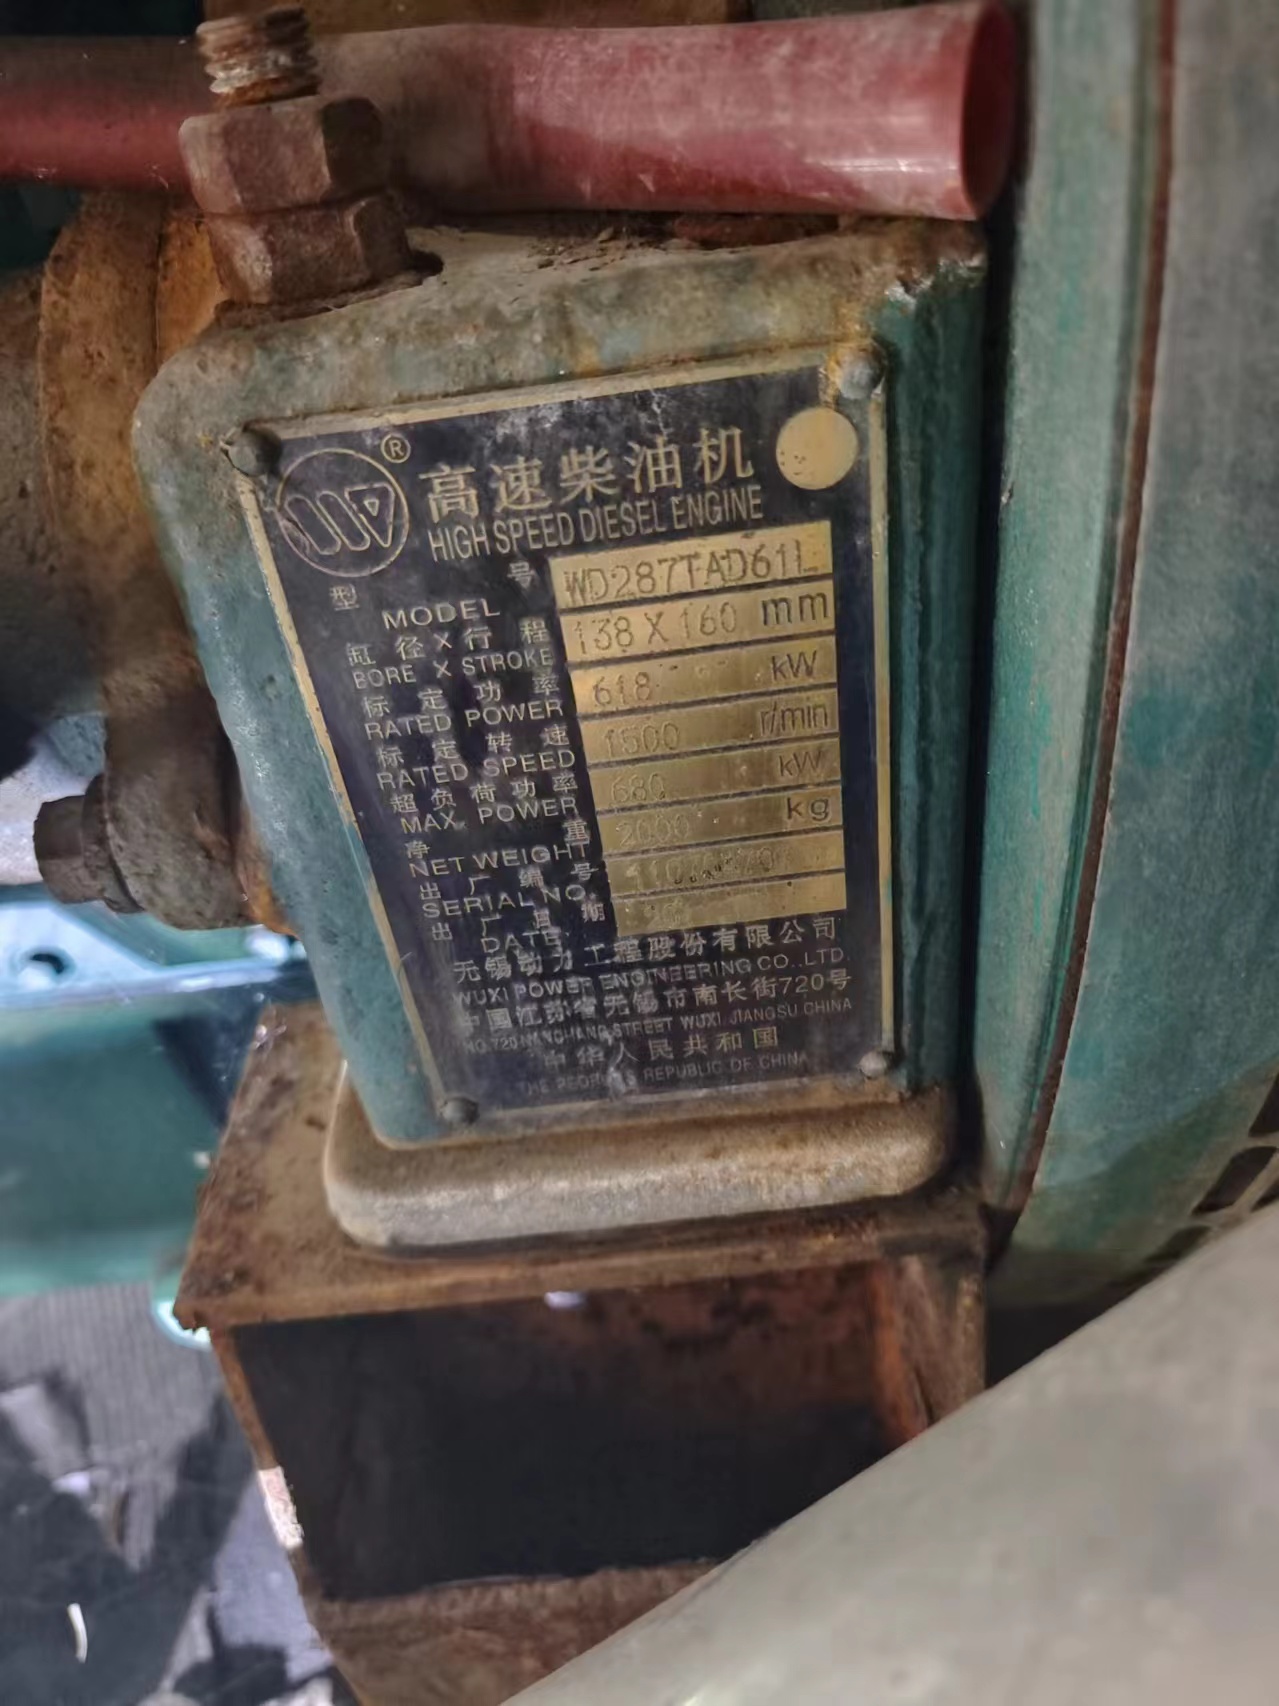 ®
高速柴油机
HIGH SPEED DIESEL ENGINE
型 号 WD287TAD61L
MODEL
缸径×行程 138X160 mm
BORE X STROKE
标定功率 618 kW
RATED POWER
标定转速 1500 r/min
RATED SPEED
超负荷功率 680 kW
MAX. POWER
净 重 2000 kg
NET WEIGHT
出厂编号
SERIAL NO.
出厂日期
DATE
无锡动力工程股份有限公司
WUXI POWER ENGINEERING CO.,LTD.
中国江苏省无锡市南长街720号
NO.720 NANCHANG STREET WUXI JIANGSU CHINA
中华人民共和国
THE PEOPLE'S REPUBLIC OF CHINA